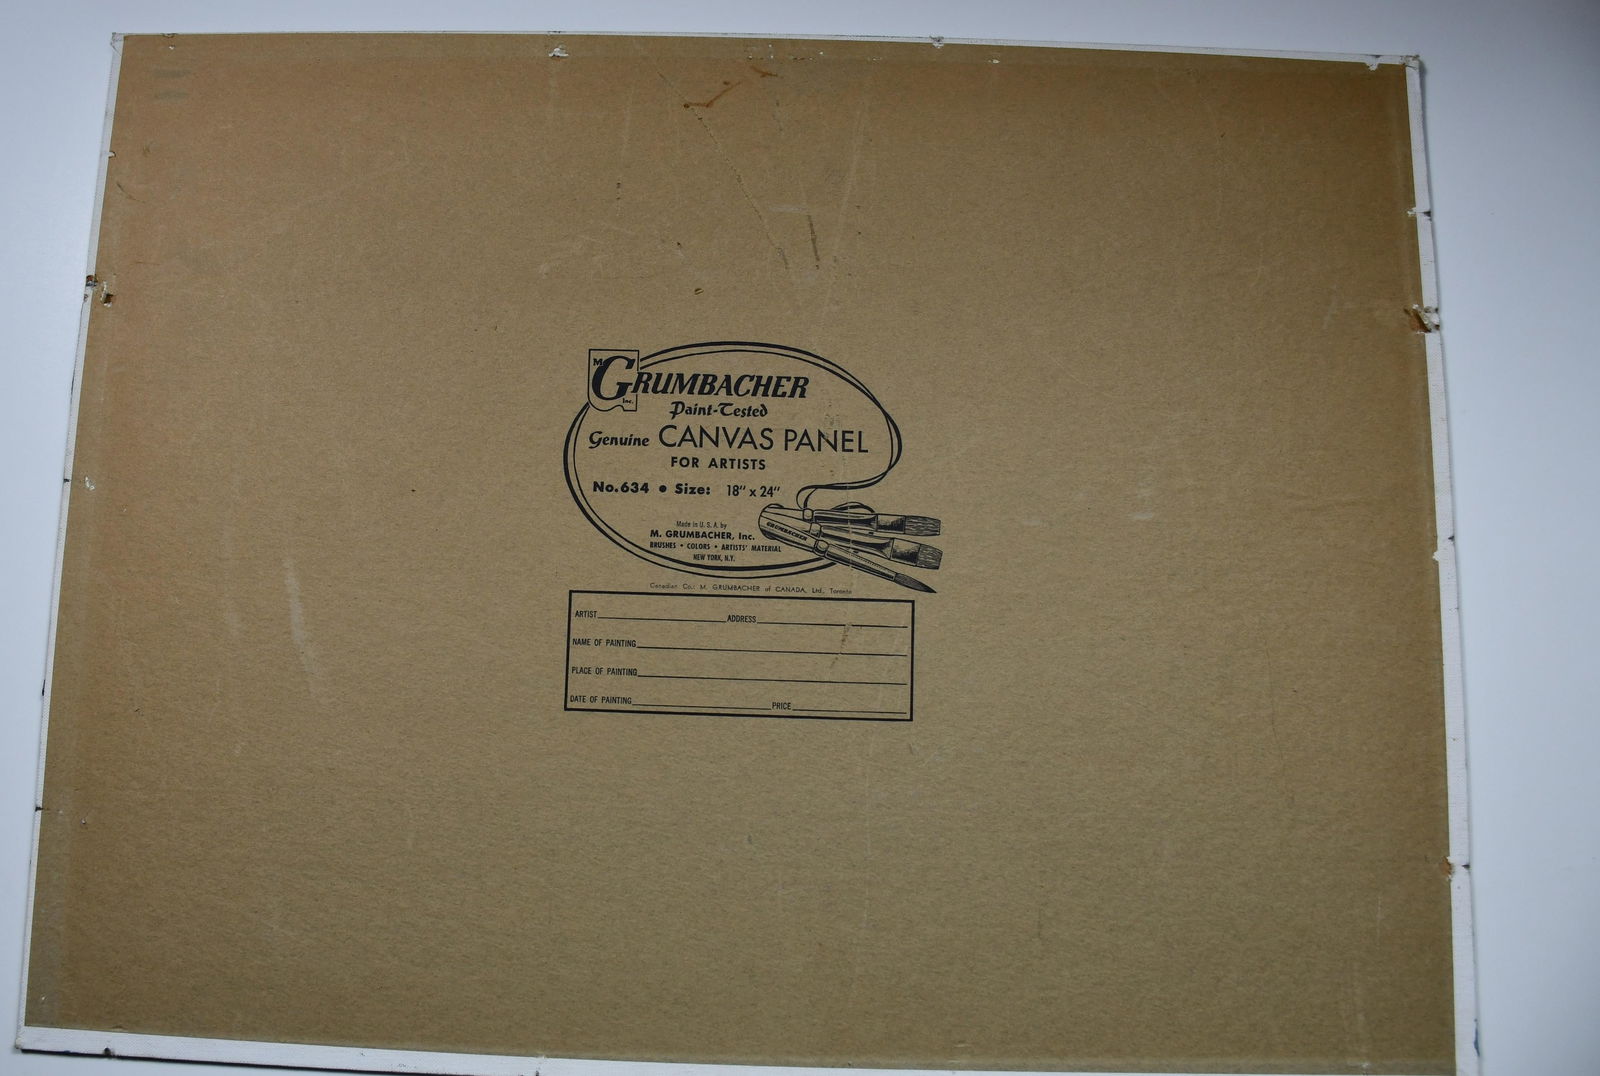 M. GRUMBACHER Inc.
Paint-Tested
Genuine CANVAS PANEL
FOR ARTISTS
No. 634 • Size: 18" x 24"
Made in U. S. A. by
M. GRUMBACHER, Inc.
BRUSHES • COLORS • ARTISTS' MATERIAL
NEW YORK, N.Y.
GRUMBACHER
Canadian Co.: M. GRUMBACHER of CANADA, Ltd., Toronto
ARTIST ADDRESS
NAME OF PAINTING
PLACE OF PAINTING
DATE OF PAINTING PRICE